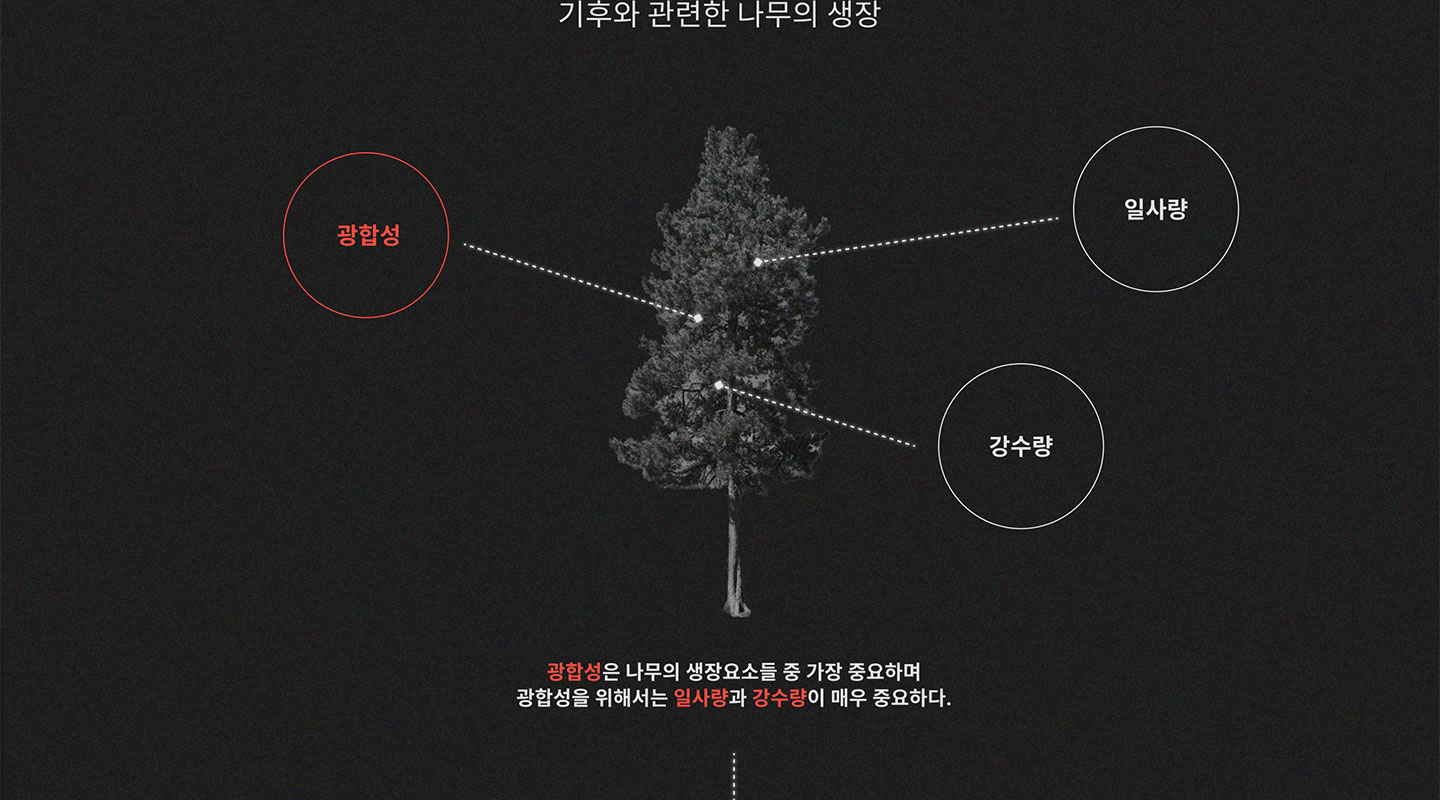 기후와 관련한 나무의 생장
광합성
일사량
강수량
광합성은 나무의 생장요소들 중 가장 중요하며
광합성을 위해서는 일사량과 강수량이 매우 중요하다.